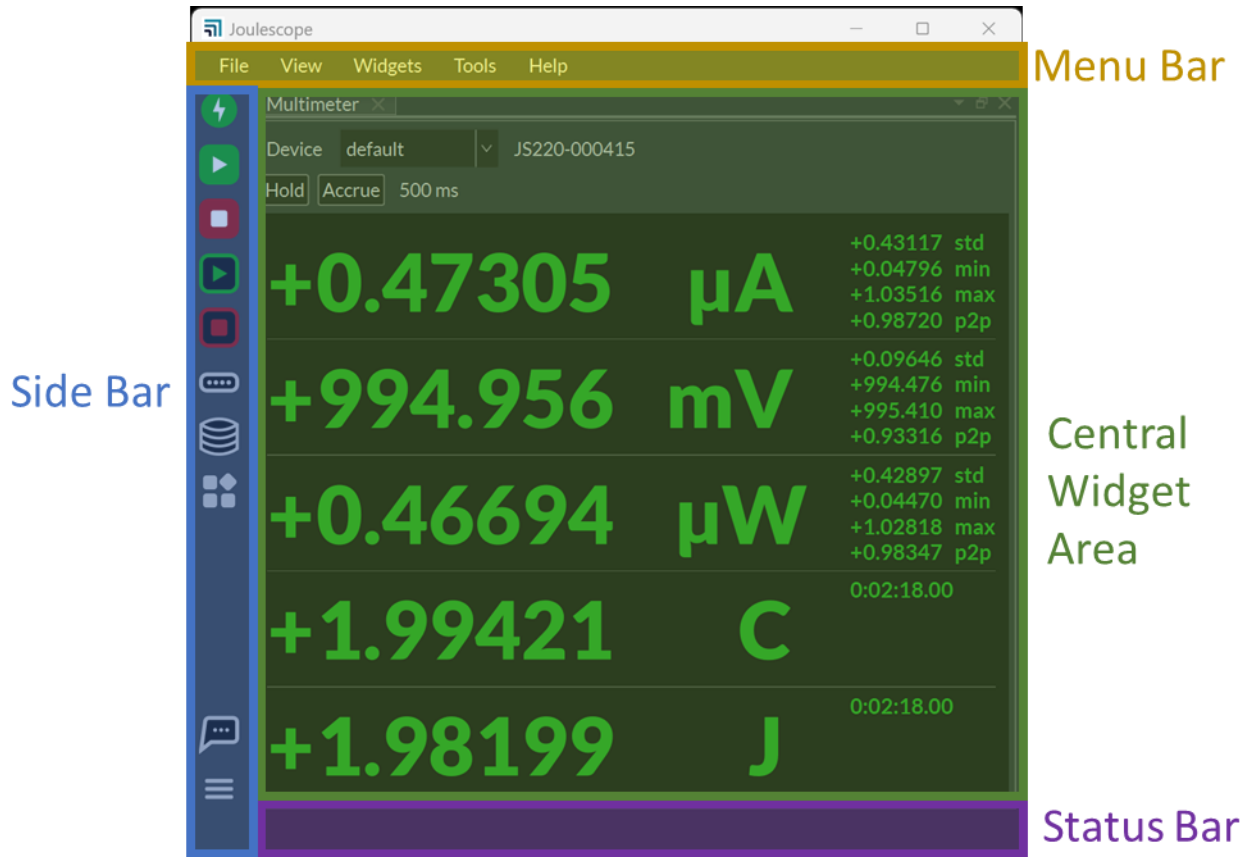 Joulescope
File View Widgets Tools Help
Menu Bar
Multimeter
Device default JS220-000415
Hold Accrue 500 ms
+0.47305 µA
+0.43117 std
+0.04796 min
+1.03516 max
+0.98720 p2p
+994.956 mV
+0.09646 std
+994.476 min
+995.410 max
+0.93316 p2p
Side Bar
Central
Widget
Area
+0.46694 µW
+0.42897 std
+0.04470 min
+1.02818 max
+0.98347 p2p
+1.99421 C
0:02:18.00
+1.98199 J
0:02:18.00
Status Bar